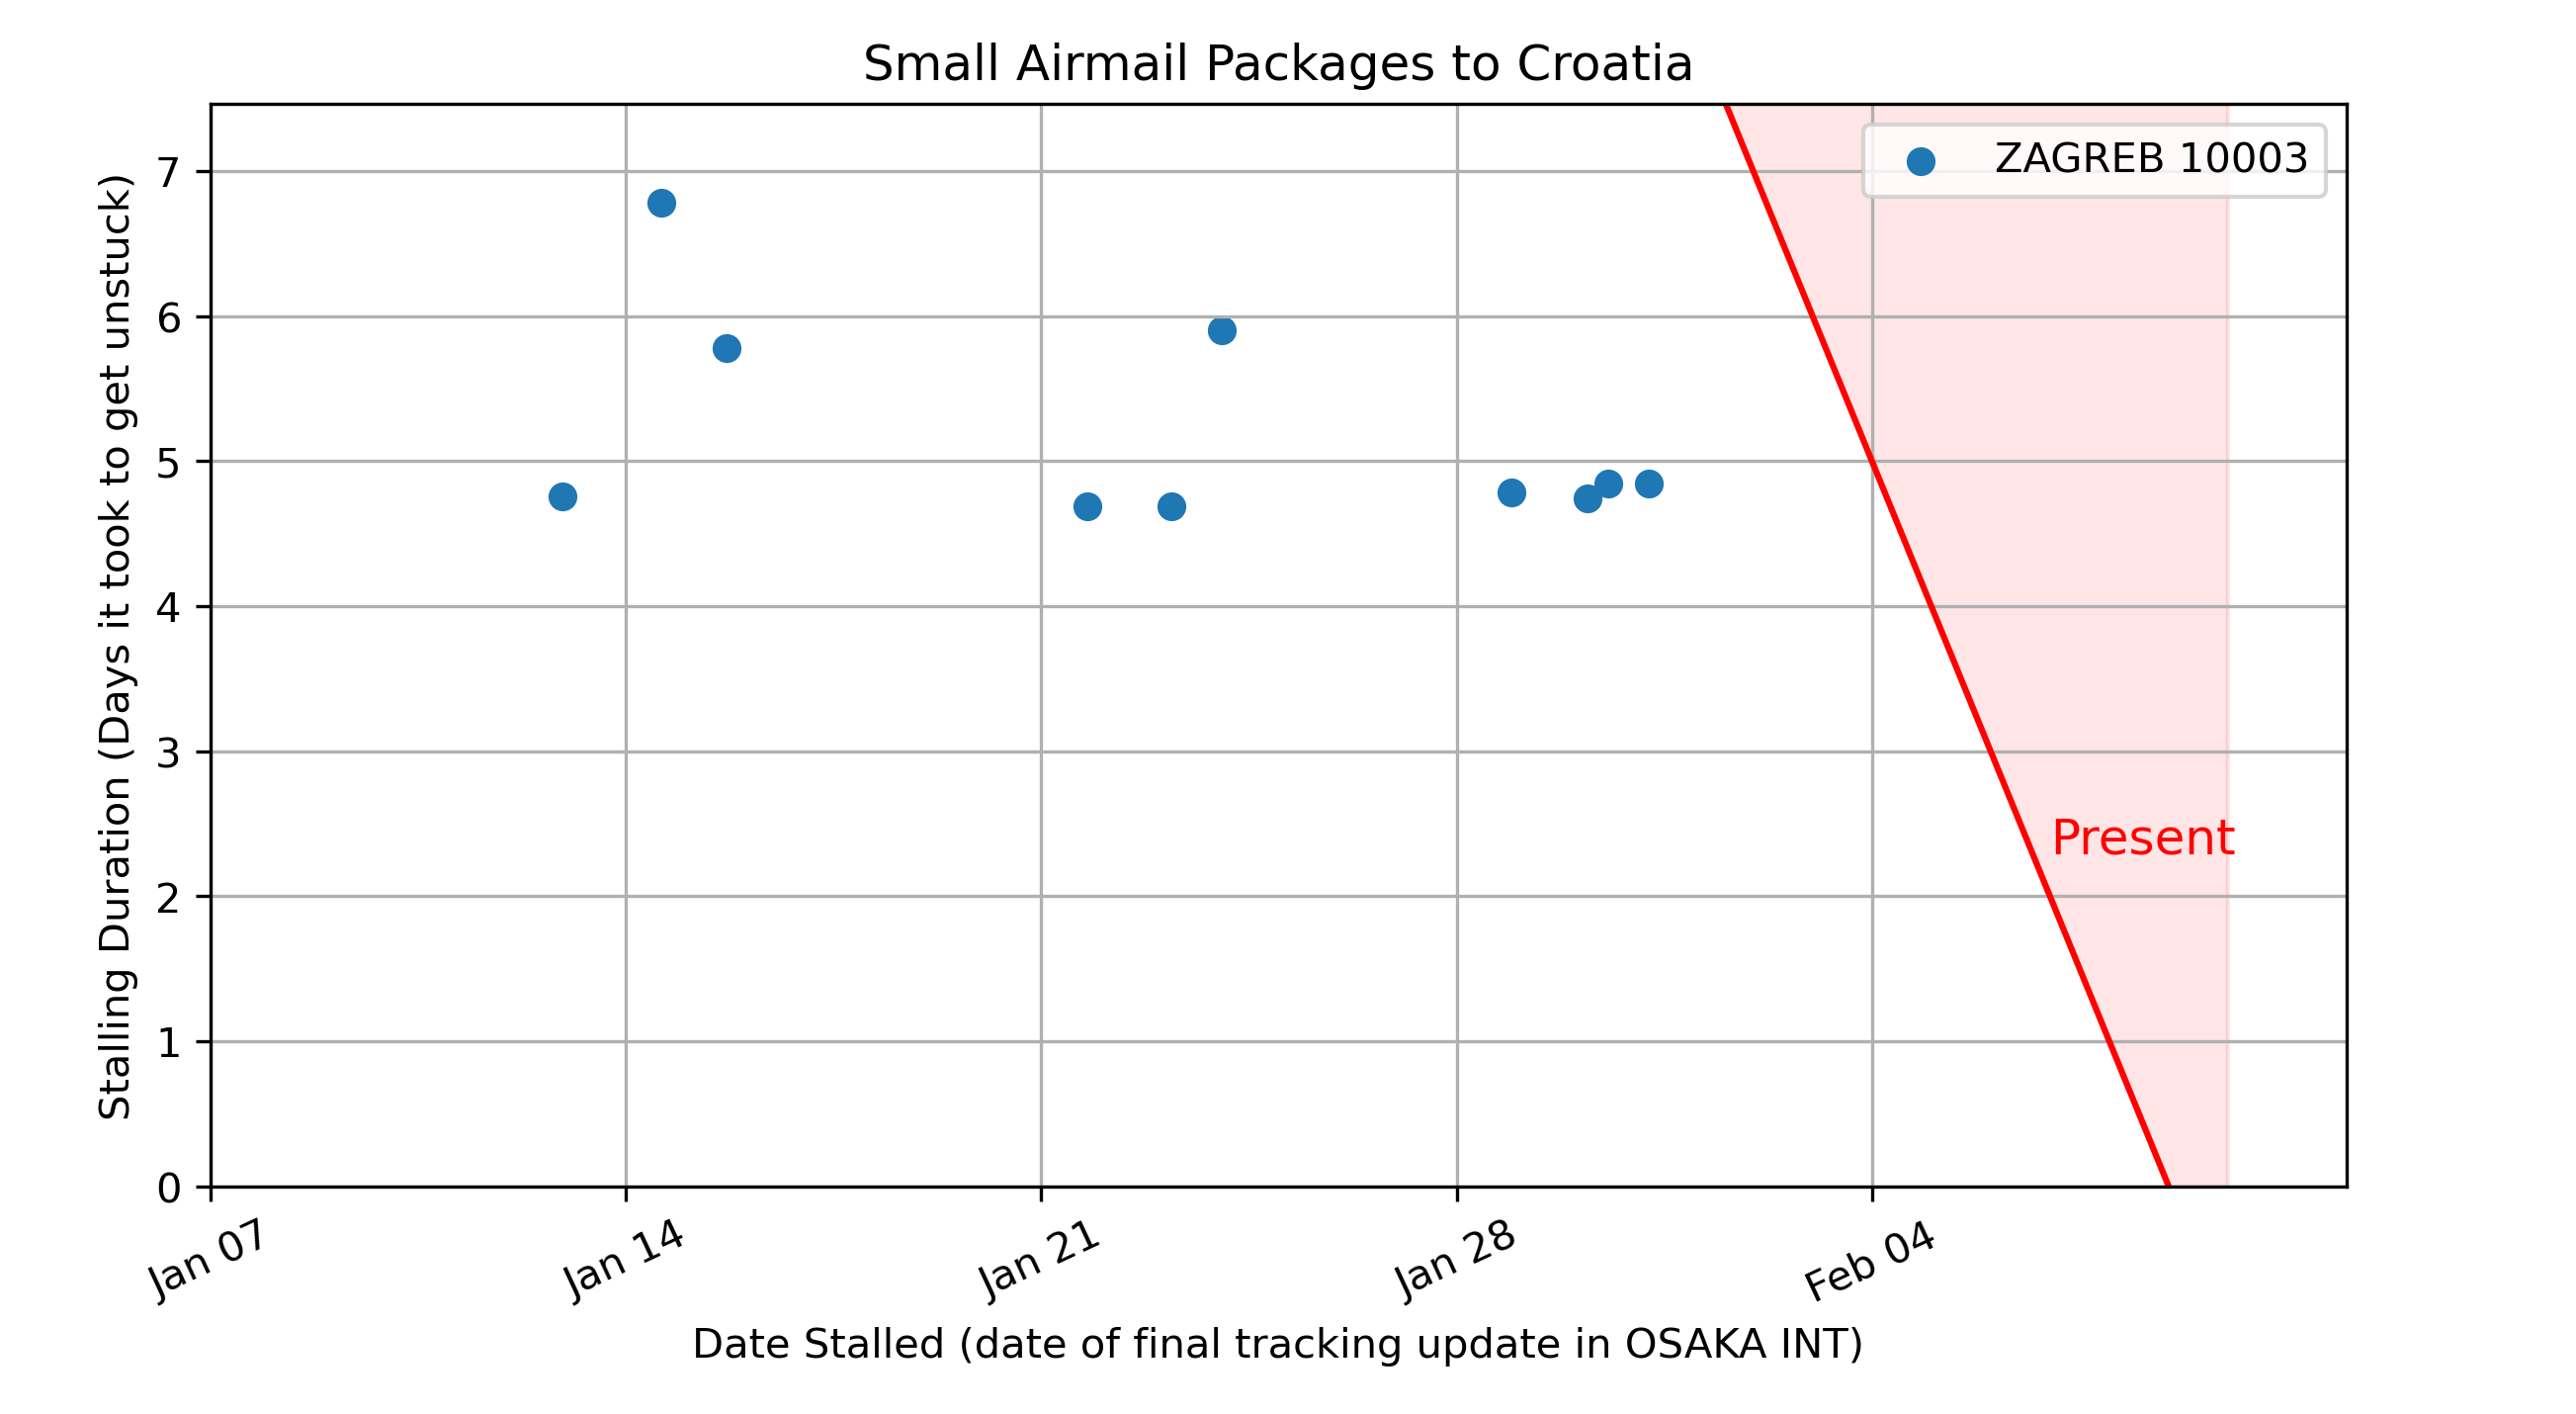 Small Airmail Packages to Croatia
ZAGREB 10003
Stalling Duration (Days it took to get unstuck)
7
6
5
4
3
2
1
0
Present
Jan 07
Jan 14
Jan 21
Jan 28
Feb 04
Date Stalled (date of final tracking update in OSAKA INT)